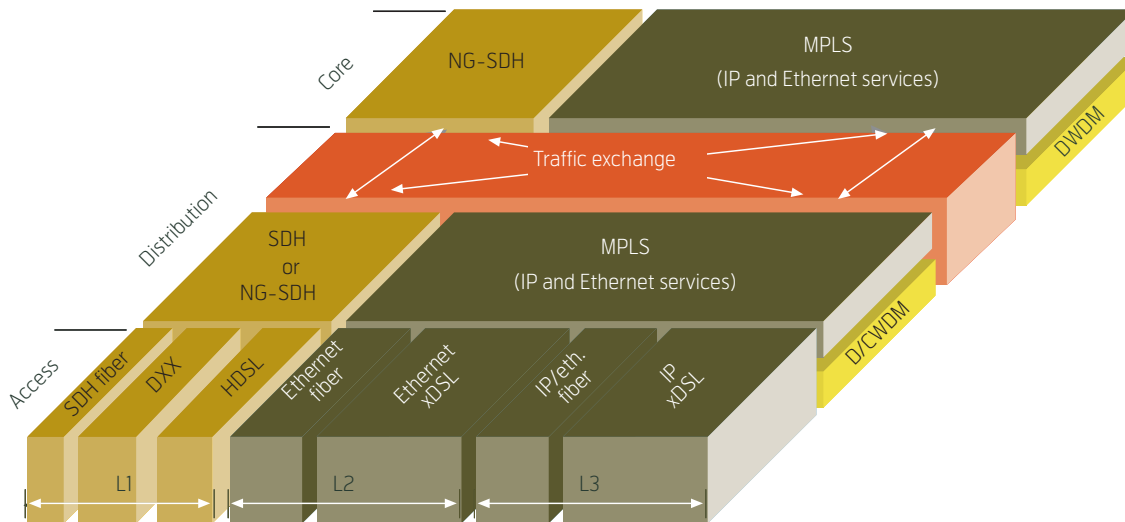 Core
NG-SDH
MPLS
(IP and Ethernet services)
DWDM
Traffic exchange
Distribution
SDH
or
NG-SDH
MPLS
(IP and Ethernet services)
D/CWDM
Access
SDH fiber
DXX
HDSL
Ethernet
fiber
Ethernet
xDSL
IP/eth.
fiber
IP
xDSL
L1
L2
L3